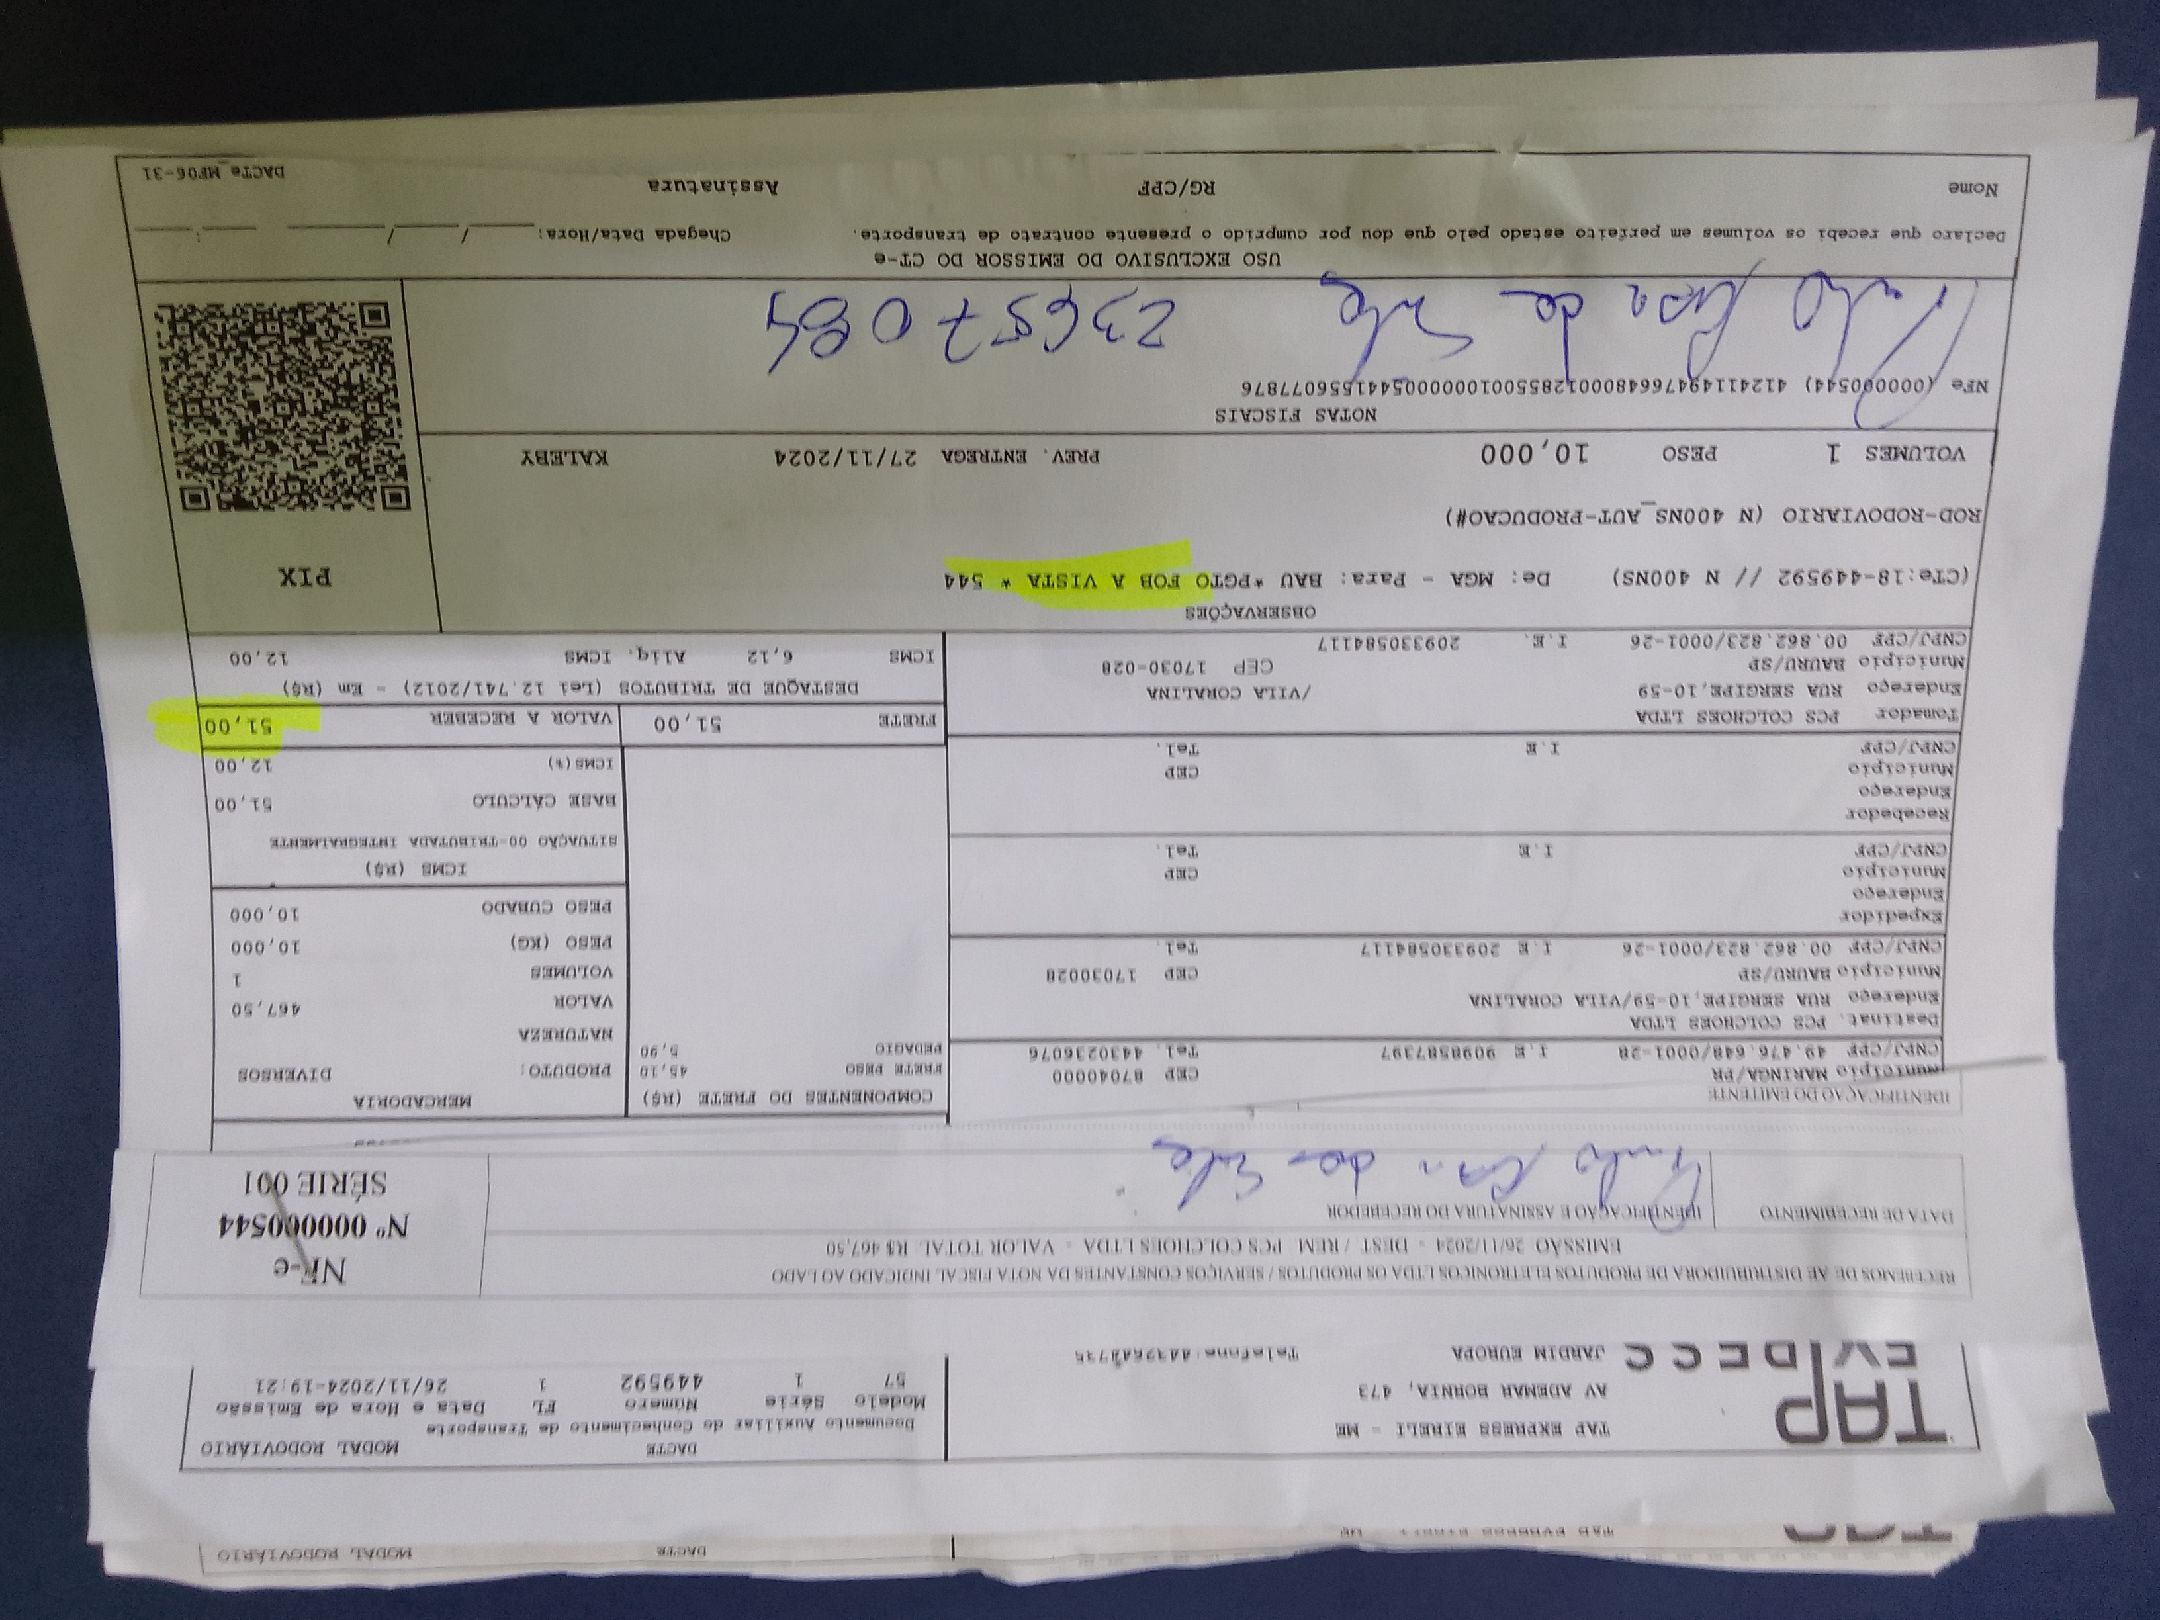 TAP
EVIDECC
TAP EXPRESS EIRELI - ME
AV ADEMAR BORNIA, 473
JARDIM EUROPA
DACTE
MODAL RODOVIÁRIO
Documento Auxiliar do Conhecimento de Transporte
Modelo Série Número FL Data e Hora de Emissão
57 1 449592 1 26/11/2024-19:21
RECEBEMOS DE AE DISTRIBUIDORA DE PRODUTOS ELETRONICOS LTDA OS PRODUTOS / SERVIÇOS CONSTANTES DA NOTA FISCAL INDICADO AO LADO
EMISSÃO 26/11/2024 - DEST / REM PCS COLCHOES LTDA - VALOR TOTAL R$ 467,50
DATA DE RECEBIMENTO
IDENTIFICAÇÃO E ASSINATURA DO RECEBEDOR
NF-e
Nº 000000544
SÉRIE 001
IDENTIFICAÇÃO DO EMITENTE
Municipio MARINGA/PR CEP 87040000
CNPJ/CPF 49.476.648/0001-28 I.E 9098587397 Tel. 4430236076
Destinat. PCS COLCHOES LTDA
Endereço RUA SERGIPE,10-59/VILA CORALINA
Municipio BAURU/SP CEP 17030028
CNPJ/CPF 00.862.823/0001-26 I.E 209330584117 Tel.
Expedidor
Endereço
Municipio CEP
CNPJ/CPF I.E Tel.
Recebedor
Endereço
Municipio CEP
CNPJ/CPF I.E Tel.
Tomador PCS COLCHOES LTDA
Endereço RUA SERGIPE,10-59 /VILA CORALINA
Municipio BAURU/SP CEP 17030-028
CNPJ/CPF 00.862.823/0001-26 I.E. 209330584117
COMPONENTES DO FRETE (R$)
FRETE PESO 45,10
PEDAGIO 5,90
FRETE 51,00
MERCADORIA
PRODUTO: DIVERSOS
NATUREZA
VALOR 467,50
VOLUMES 1
PESO (KG) 10,000
PESO CUBADO 10,000
ICMS (R$)
SITUAÇÃO 00-TRIBUTADA INTEGRALMENTE
BASE CÁLCULO 51,00
ICMS(%) 12,00
VALOR A RECEBER 51,00
DESTAQUE DE TRIBUTOS (Lei 12.741/2012) - Em (R$)
ICMS 6,12 Aliq. ICMS 12,00
OBSERVAÇÕES
(CTe:18-449592 // N 400NS) De: MGA - Para: BAU *PGTO FOB A VISTA * 544
ROD-RODOVIARIO (N 400NS_AUT-PRODUCAO#)
VOLUMES 1 PESO 10,000 PREV. ENTREGA 27/11/2024 KALEBY
PIX
NOTAS FISCAIS
NFe (000000544) 41241149476648000128550010000005441556077876
USO EXCLUSIVO DO EMISSOR DO CT-e
Declaro que recebi os volumes em perfeito estado pelo que dou por cumprido o presente contrato de transporte. Chegada Data/Hora: ____/____/____ ___:___
Nome RG/CPF Assinatura
DACTe_MF06-31
DACTE
MODAL RODOVIÁRIO